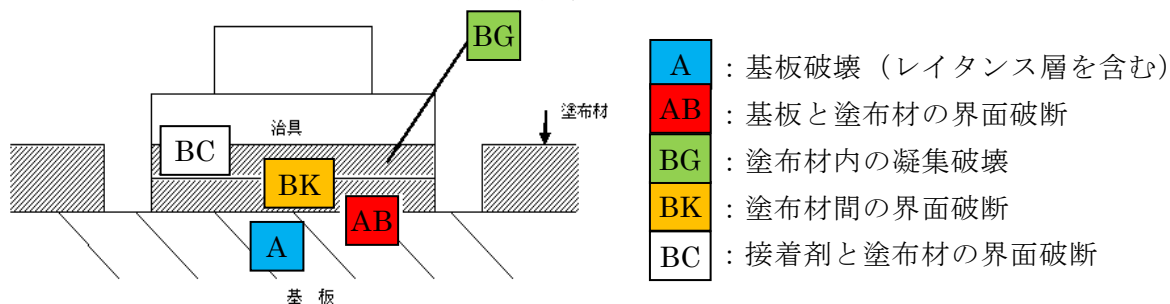 BG
治具
塗布材
BC
BK
AB
A
基 板
A：基板破壊（レイタンス層を含む）
AB：基板と塗布材の界面破断
BG：塗布材内の凝集破壊
BK：塗布材間の界面破断
BC：接着剤と塗布材の界面破断